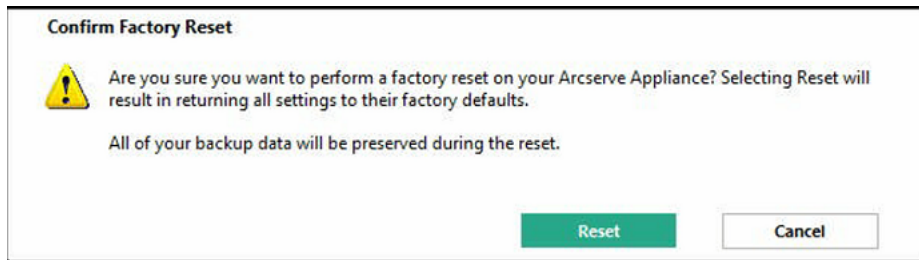 Confirm Factory Reset
Are you sure you want to perform a factory reset on your Arcserve Appliance? Selecting Reset will
result in returning all settings to their factory defaults.
All of your backup data will be preserved during the reset.
Reset
Cancel